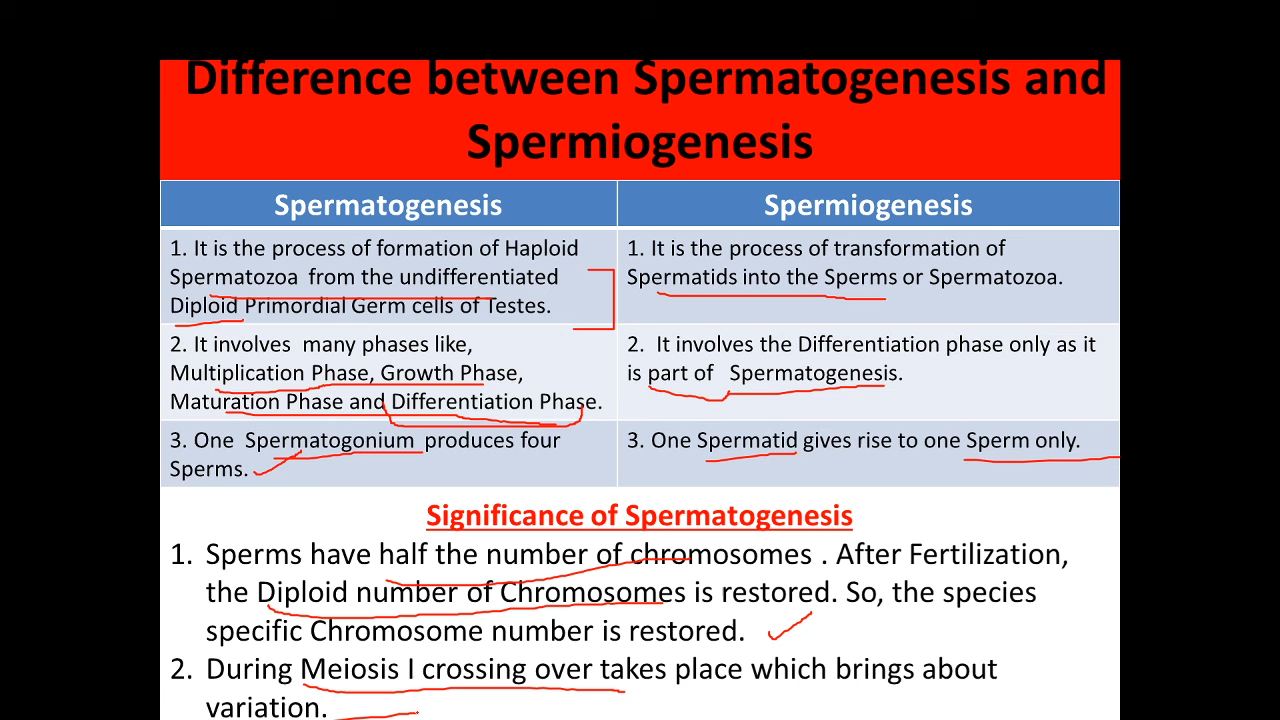 Difference between Spermatogenesis and
Spermiogenesis
Spermatogenesis
Spermiogenesis
1. It is the process of formation of Haploid
Spermatozoa from the undifferentiated
Diploid Primordial Germ cells of Testes.
1. It is the process of transformation of
Spermatids into the Sperms or Spermatozoa.
2. It involves many phases like,
Multiplication Phase, Growth Phase,
Maturation Phase and Differentiation Phase.
2. It involves the Differentiation phase only as it
is part of Spermatogenesis.
3. One Spermatogonium produces four
Sperms.
3. One Spermatid gives rise to one Sperm only.
Significance of Spermatogenesis
1. Sperms have half the number of chromosomes . After Fertilization,
the Diploid number of Chromosomes is restored. So, the species
specific Chromosome number is restored.
2. During Meiosis I crossing over takes place which brings about
variation.